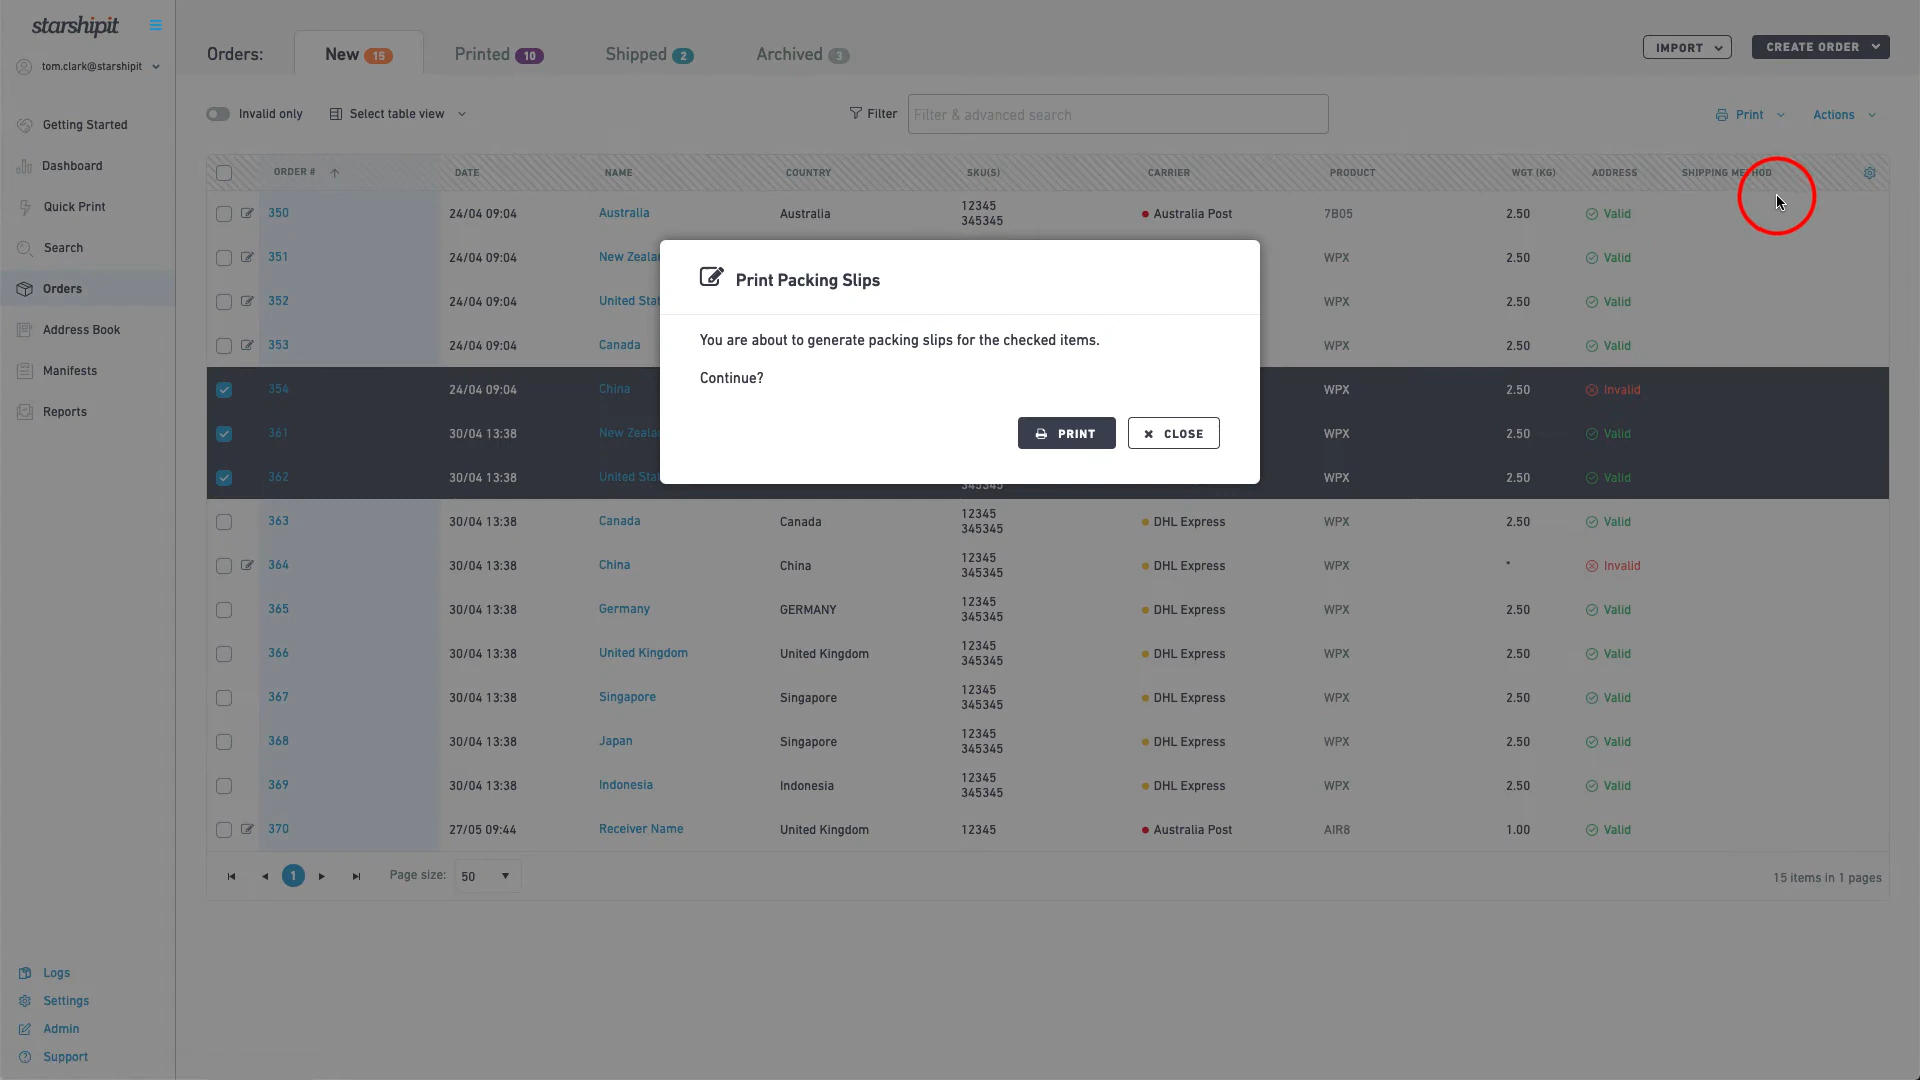 starshipit
tom.clark@starshipit
Getting Started
Dashboard
Quick Print
Search
Orders
Address Book
Manifests
Reports
Logs
Settings
Admin
Support
Orders: New 15 Printed 10 Shipped 2 Archived 3
IMPORT CREATE ORDER
Invalid only Select table view Filter Filter & advanced search Print Actions
ORDER # DATE NAME COUNTRY SKU(S) CARRIER PRODUCT WGT (KG) ADDRESS SHIPPING METHOD
350 24/04 09:04 Australia Australia 12345 Australia Post 7B05 2.50 Valid
345345
351 24/04 09:04 New Zeala WPX 2.50 Valid
352 24/04 09:04 United Stat WPX 2.50 Valid
353 24/04 09:04 Canada WPX 2.50 Valid
354 24/04 09:04 China WPX 2.50 Invalid
361 30/04 13:38 New Zeala WPX 2.50 Valid
362 30/04 13:38 United Stat WPX 2.50 Valid
345345
Print Packing Slips
You are about to generate packing slips for the checked items.
Continue?
PRINT CLOSE
363 30/04 13:38 Canada Canada 12345 DHL Express WPX 2.50 Valid
345345
364 30/04 13:38 China China 12345 DHL Express WPX * Invalid
345345
365 30/04 13:38 Germany GERMANY 12345 DHL Express WPX 2.50 Valid
345345
366 30/04 13:38 United Kingdom United Kingdom 12345 DHL Express WPX 2.50 Valid
345345
367 30/04 13:38 Singapore Singapore 12345 DHL Express WPX 2.50 Valid
345345
368 30/04 13:38 Japan Singapore 12345 DHL Express WPX 2.50 Valid
345345
369 30/04 13:38 Indonesia Indonesia 12345 DHL Express WPX 2.50 Valid
345345
370 27/05 09:44 Receiver Name United Kingdom 12345 Australia Post AIR8 1.00 Valid
1 Page size: 50 15 items in 1 pages